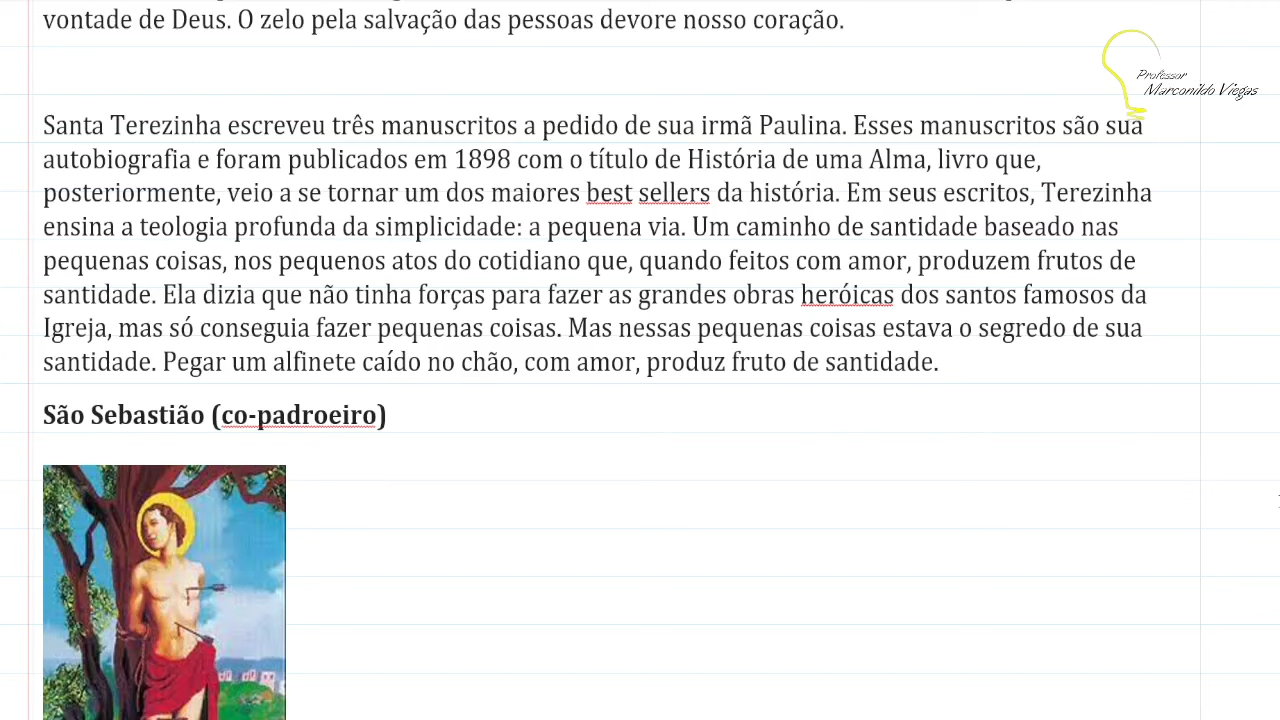 vontade de Deus. O zelo pela salvação das pessoas devore nosso coração.
Professor
Marconildo Viegas
Santa Terezinha escreveu três manuscritos a pedido de sua irmã Paulina. Esses manuscritos são sua
autobiografia e foram publicados em 1898 com o título de História de uma Alma, livro que,
posteriormente, veio a se tornar um dos maiores best sellers da história. Em seus escritos, Terezinha
ensina a teologia profunda da simplicidade: a pequena via. Um caminho de santidade baseado nas
pequenas coisas, nos pequenos atos do cotidiano que, quando feitos com amor, produzem frutos de
santidade. Ela dizia que não tinha forças para fazer as grandes obras heróicas dos santos famosos da
Igreja, mas só conseguia fazer pequenas coisas. Mas nessas pequenas coisas estava o segredo de sua
santidade. Pegar um alfinete caído no chão, com amor, produz fruto de santidade.
São Sebastião (co-padroeiro)